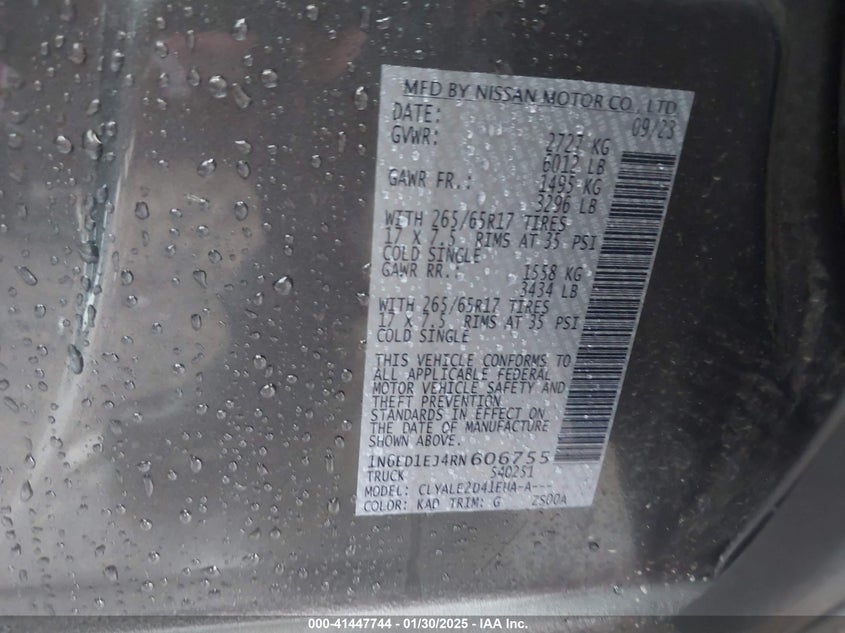 MFD BY NISSAN MOTOR CO., LTD
DATE: 09/23
GVWR: 2727 KG
6012 LB
GAWR FR.: 1495 KG
3296 LB
WITH 265/65R17 TIRES
17 X 7.5 RIMS AT 35 PSI
COLD SINGLE
GAWR RR.: 1558 KG
3434 LB
WITH 265/65R17 TIRES
17 X 7.5 RIMS AT 35 PSI
COLD SINGLE
THIS VEHICLE CONFORMS TO
ALL APPLICABLE FEDERAL
MOTOR VEHICLE SAFETY AND
THEFT PREVENTION
STANDARDS IN EFFECT ON
THE DATE OF MANUFACTURE
SHOWN ABOVE.
1N6ED1EJ4RN606755
TRUCK 540251
MODEL: CLYALE2D41EHA-A---
COLOR: KAD TRIM: G ZS00A
000-41447744 - 01/30/2025 - IAA Inc.